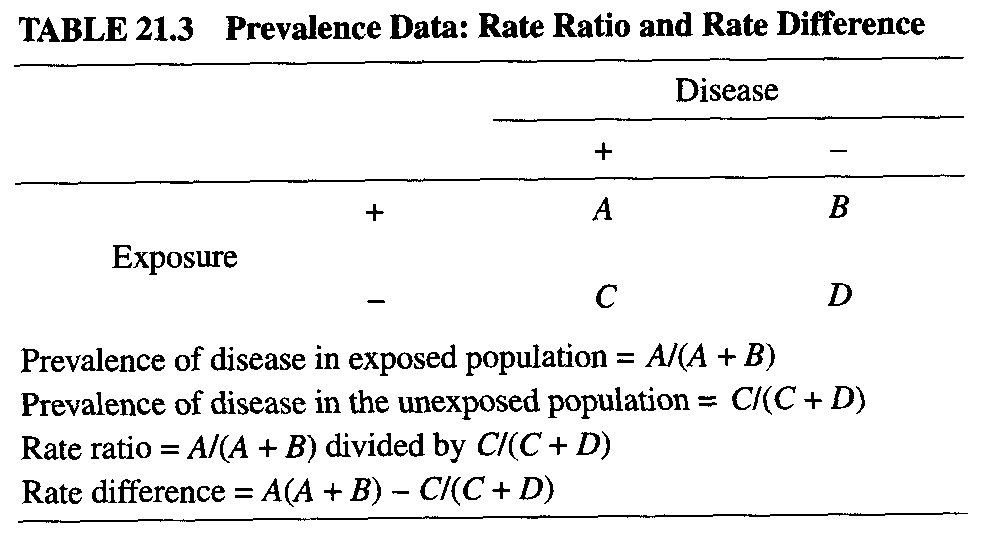 TABLE 21.3 Prevalence Data: Rate Ratio and Rate Difference
Disease
+ −
+ A B
Exposure
− C D
Prevalence of disease in exposed population = A/(A + B)
Prevalence of disease in the unexposed population = C/(C + D)
Rate ratio = A/(A + B) divided by C/(C + D)
Rate difference = A(A + B) − C/(C + D)